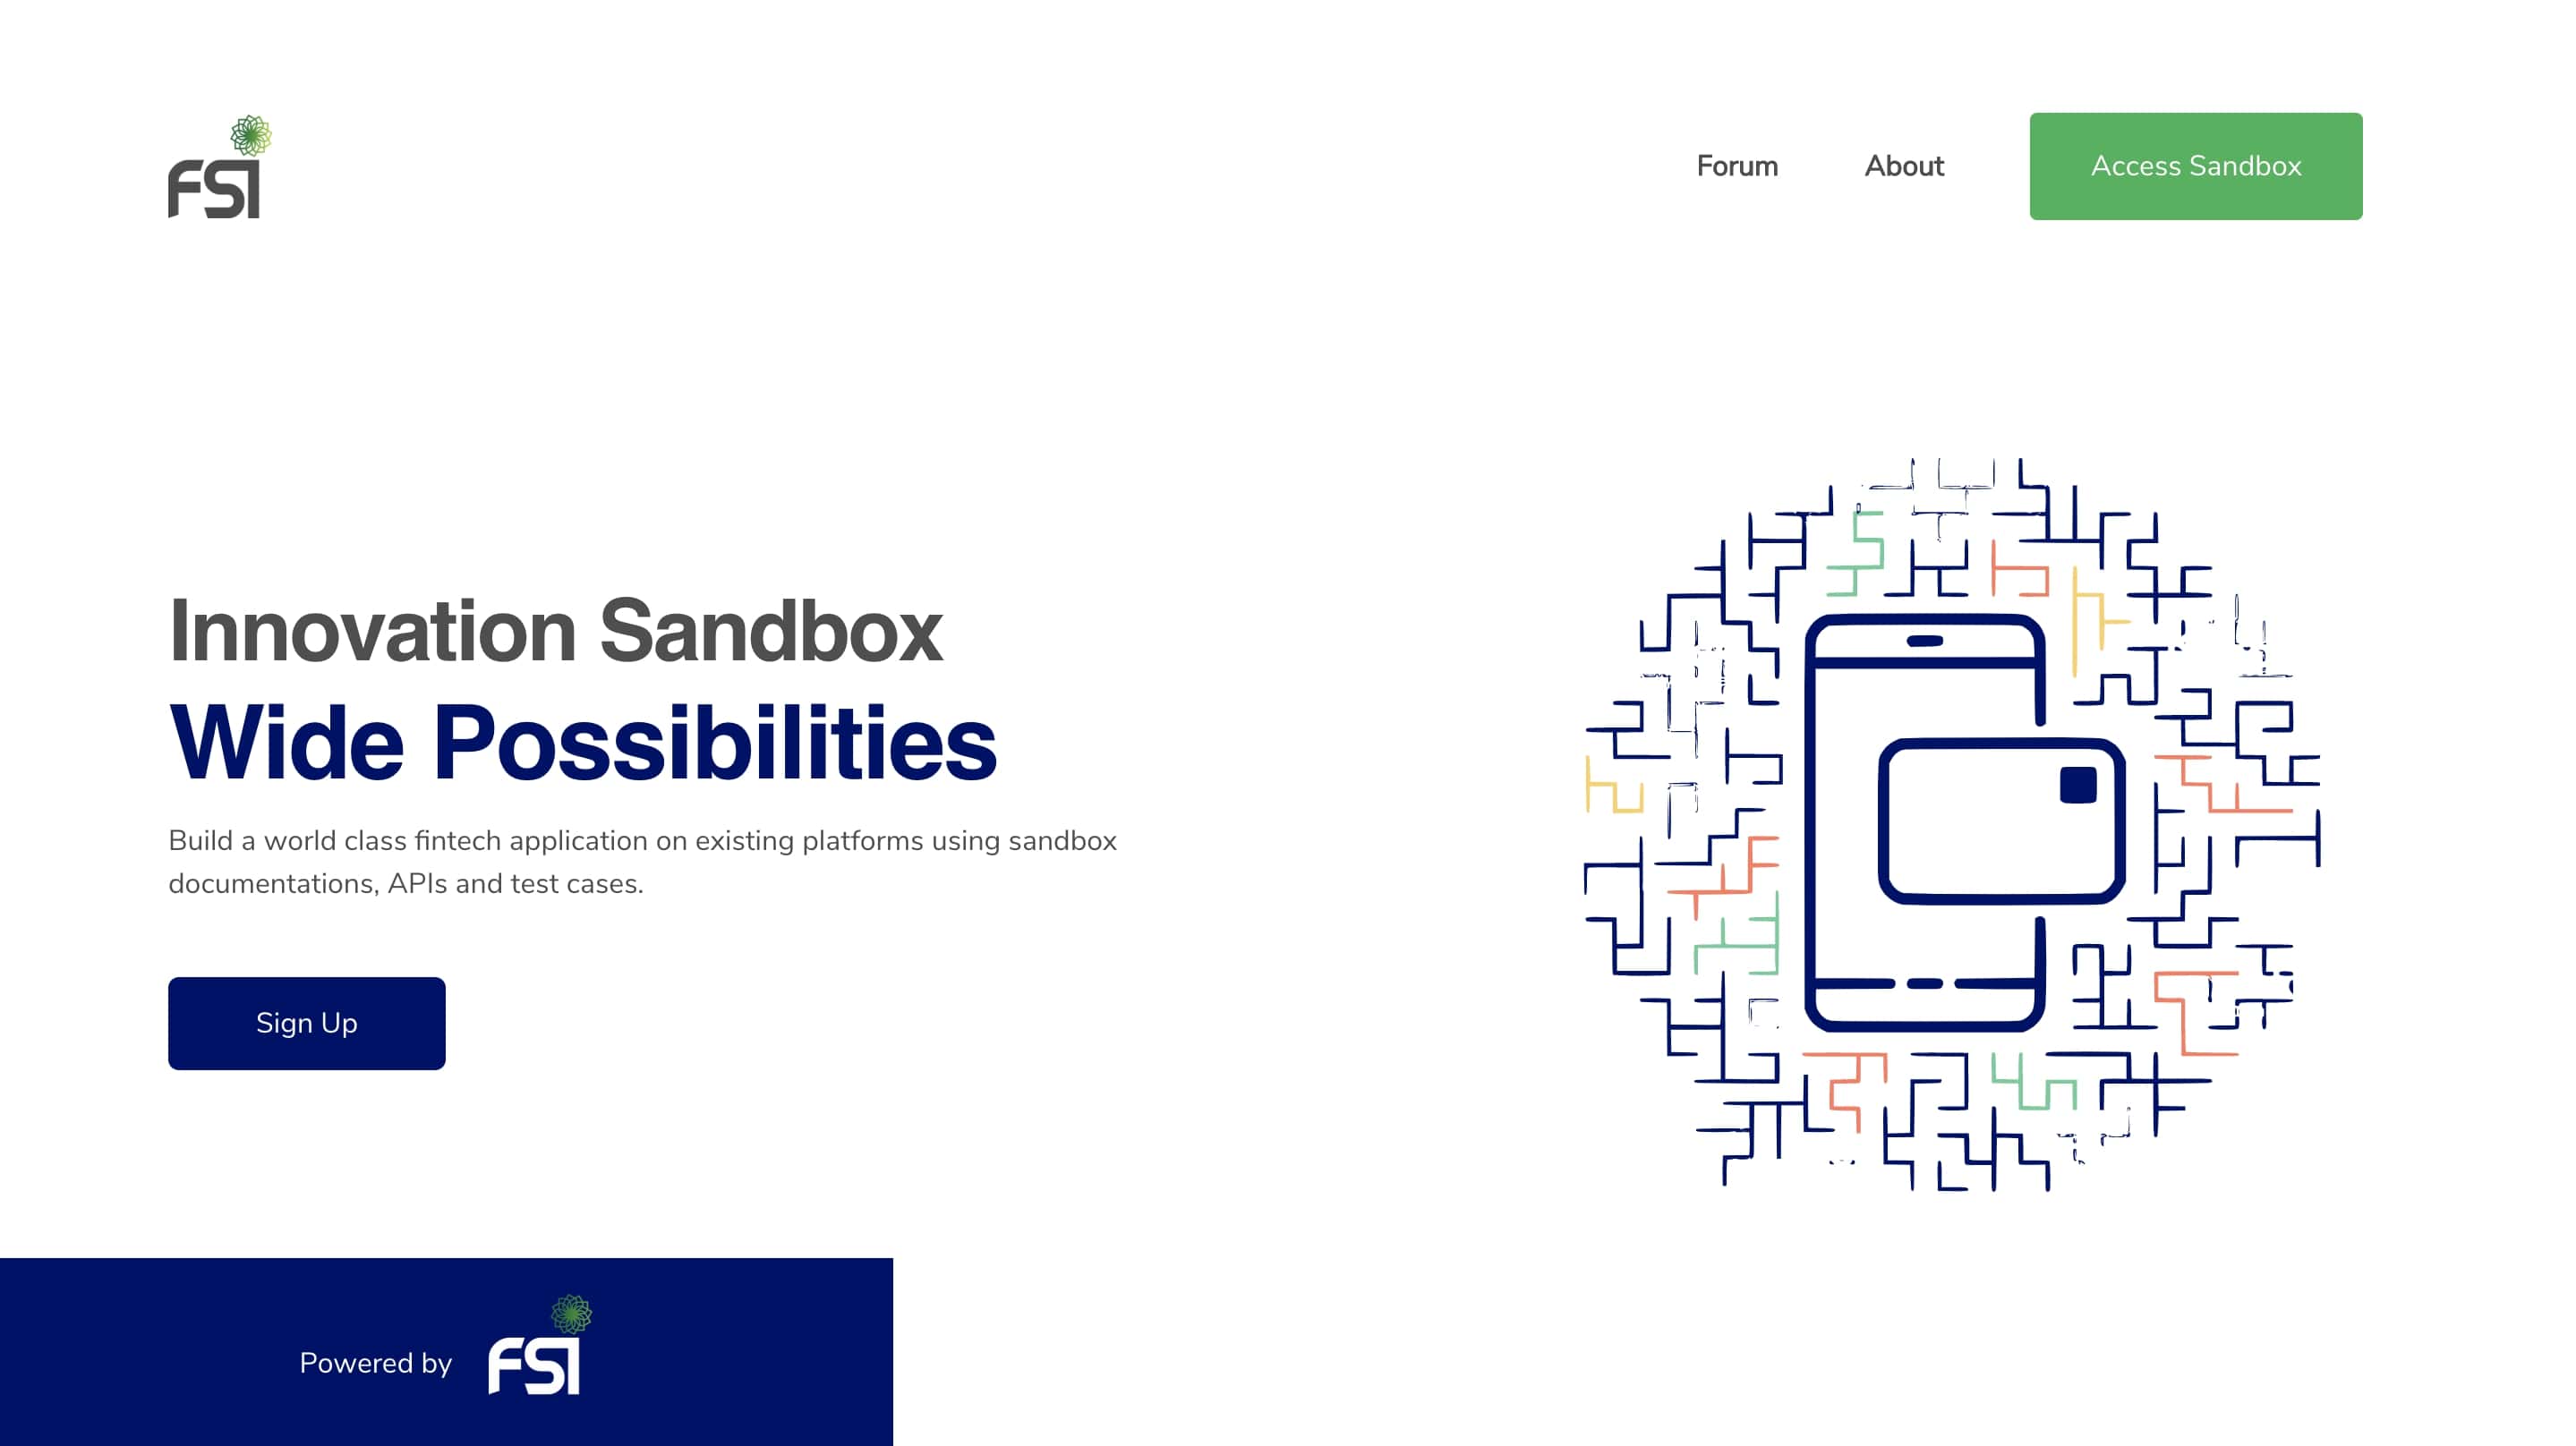 FSI
Forum
About
Access Sandbox
Innovation Sandbox
Wide Possibilities
Build a world class fintech application on existing platforms using sandbox
documentations, APIs and test cases.
Sign Up
Powered by
FSI